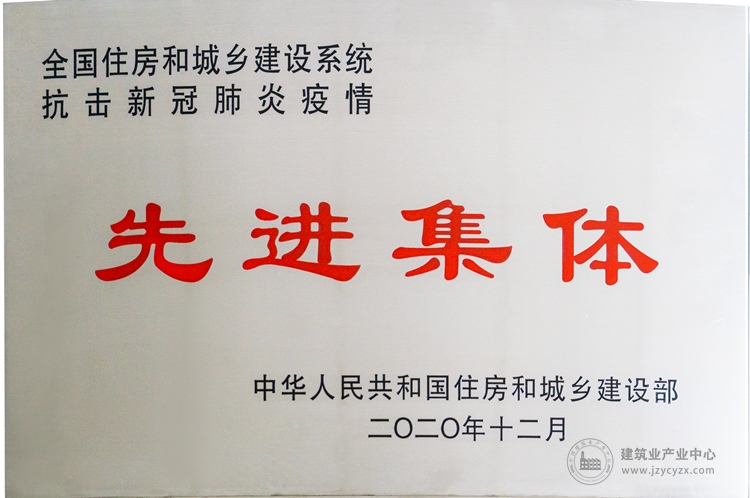 全国住房和城乡建设系统
抗击新冠肺炎疫情
先进集体
中华人民共和国住房和城乡建设部
二〇二〇年十二月
建筑业产业中心
www.jzycyzx.com